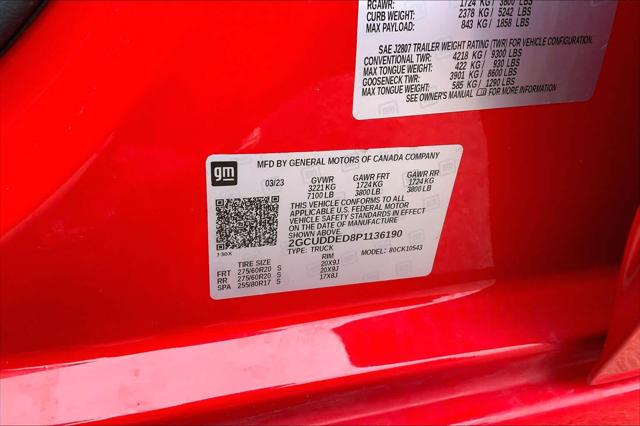 RGAWR: 1724 KG / 3800 LBS
CURB WEIGHT: 2378 KG / 5242 LBS
MAX PAYLOAD: 843 KG / 1858 LBS
SAE J2807 TRAILER WEIGHT RATING (TWR) FOR VEHICLE CONFIGURATION.
CONVENTIONAL TWR: 4218 KG / 9300 LBS
MAX TONGUE WEIGHT: 422 KG / 930 LBS
GOOSENECK TWR: 3901 KG / 8600 LBS
MAX TONGUE WEIGHT: 585 KG / 1290 LBS
SEE OWNER'S MANUAL FOR MORE INFORMATION
gm
MFD BY GENERAL MOTORS OF CANADA COMPANY
03/23 GVWR GAWR FRT GAWR RR
3221 KG 1724 KG 1724 KG
7100 LB 3800 LB 3800 LB
THIS VEHICLE CONFORMS TO ALL
APPLICABLE U.S. FEDERAL MOTOR
VEHICLE SAFETY STANDARDS IN EFFECT
ON THE DATE OF MANUFACTURE SHOWN ABOVE.
2GCUDDED8P1136190
TYPE: TRUCK MODEL: 80CK10543
TIRE SIZE RIM
FRT 275/60R20 S 20X9J
RR 275/60R20 S 20X9J
SPA 255/80R17 S 17X8J